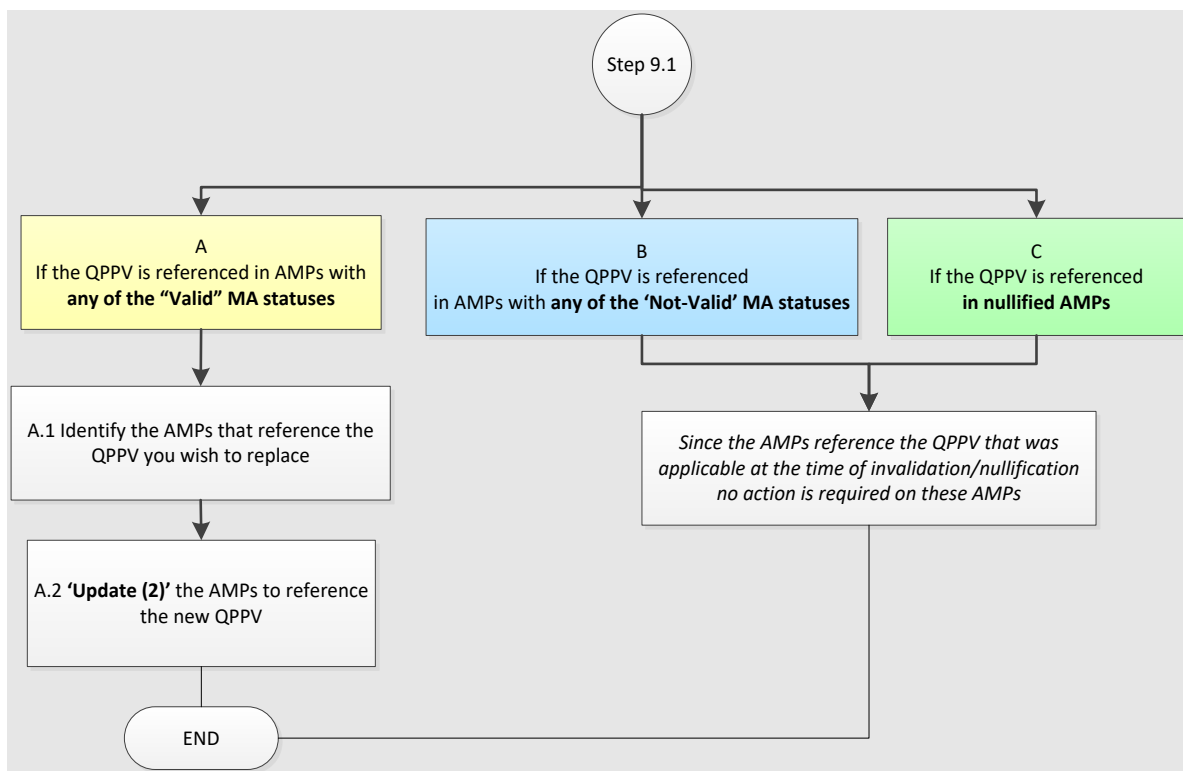 Step 9.1
A
If the QPPV is referenced in AMPs with
any of the “Valid” MA statuses
B
If the QPPV is referenced
in AMPs with any of the ‘Not-Valid’ MA statuses
C
If the QPPV is referenced
in nullified AMPs
A.1 Identify the AMPs that reference the
QPPV you wish to replace
Since the AMPs reference the QPPV that was
applicable at the time of invalidation/nullification
no action is required on these AMPs
A.2 ‘Update (2)’ the AMPs to reference
the new QPPV
END